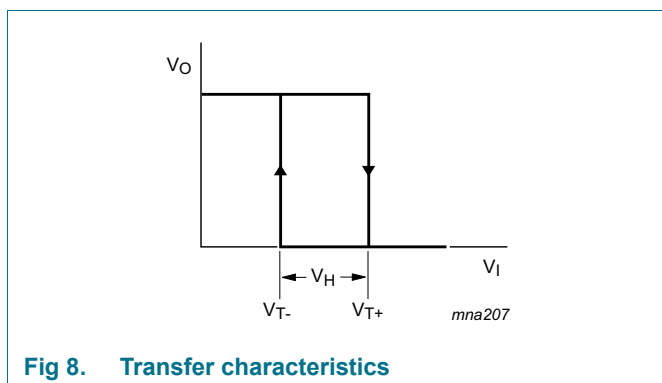 VO
VH
VI
VT-
VT+
mna207
Fig 8. Transfer characteristics